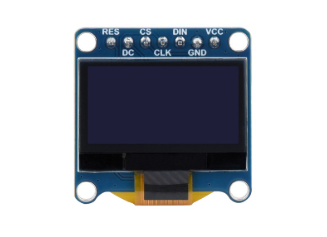 RES CS DIN VCC
DC CLK GND